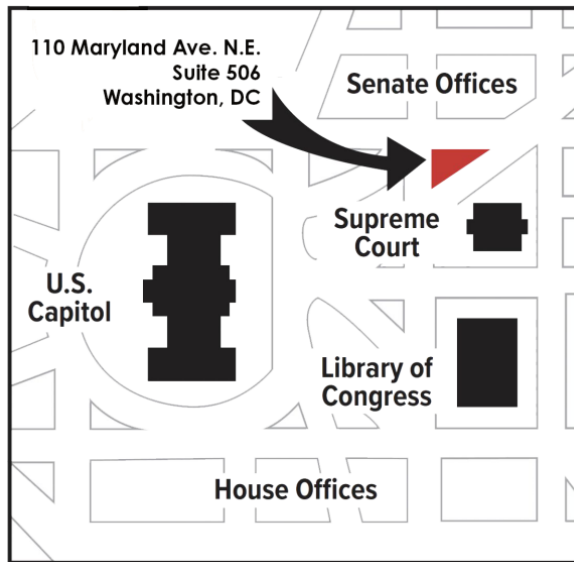 110 Maryland Ave. N.E.
Suite 506
Washington, DC
Senate Offices
Supreme
Court
U.S.
Capitol
Library of
Congress
House Offices